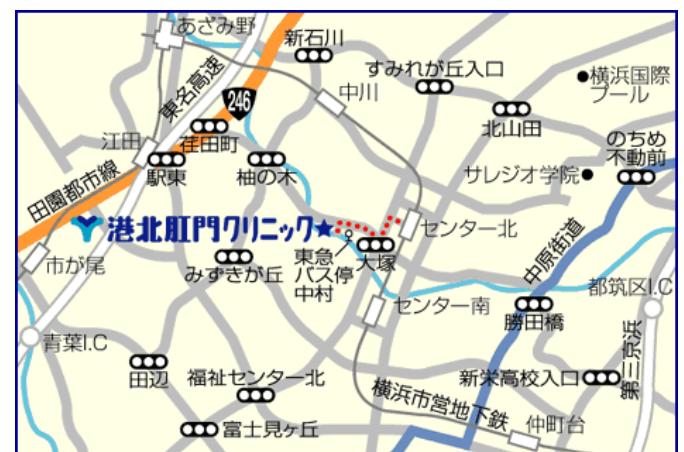 あざみ野
新石川
すみれが丘入口
横浜国際
プール
東名高速
246
中川
北山田
のちめ
不動前
江田
荏田町
駅東
柚の木
サレジオ学院
田園都市線
港北肛門クリニック
センター北
中原街道
市が尾
みずきが丘
東急
バス停
中村
大塚
都筑区I.C
センター南
勝田橋
青葉I.C
田辺
福祉センター北
横浜市営地下鉄
新栄高校入口
第三京浜
富士見ヶ丘
仲町台